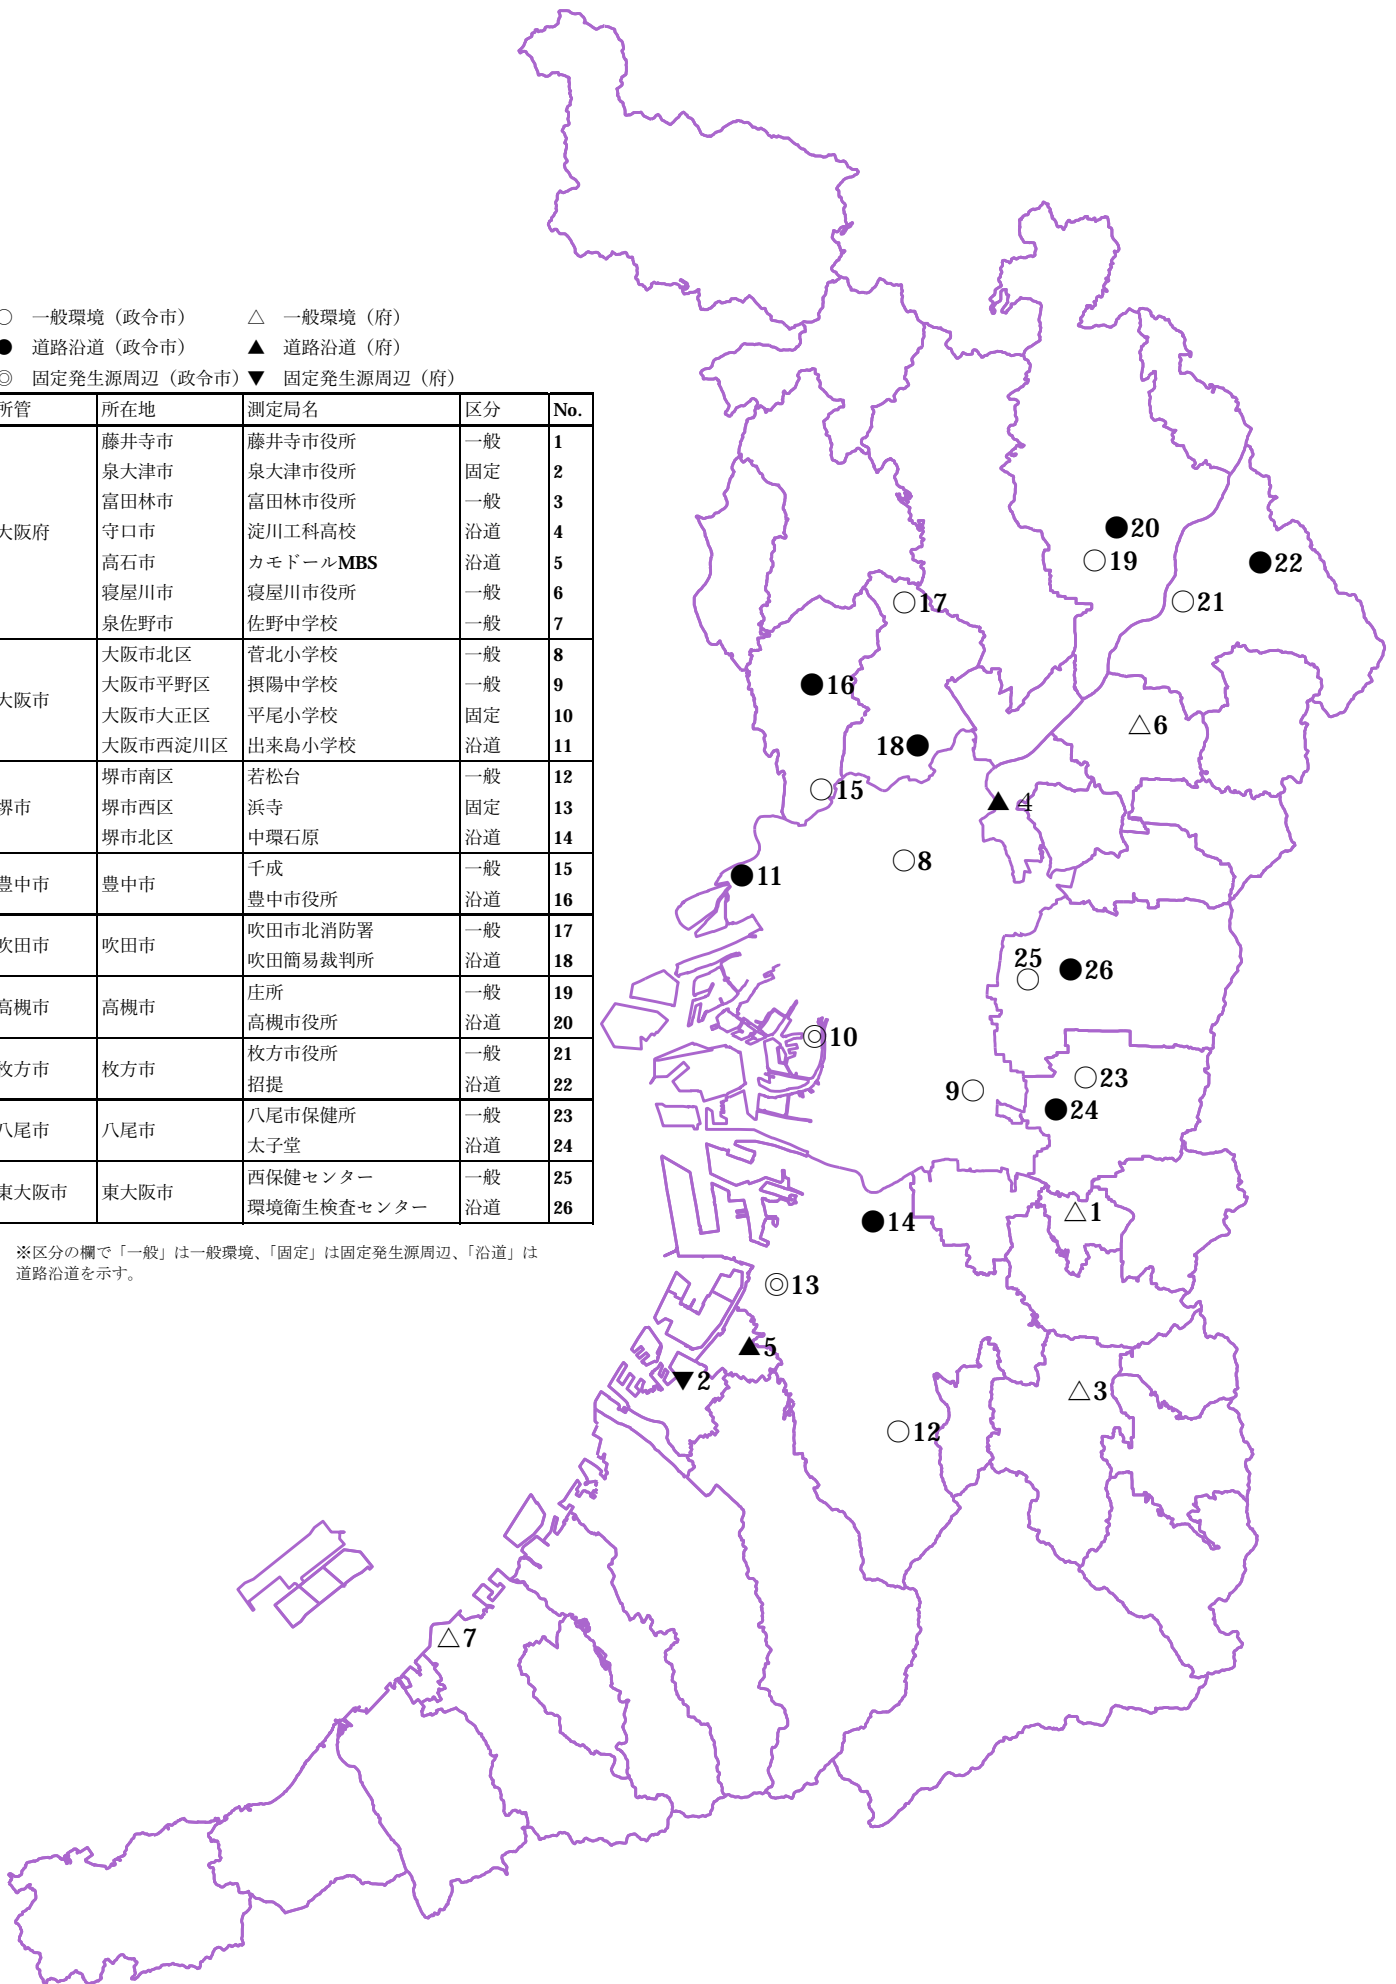 ○ 一般環境（政令市） △ 一般環境（府）
● 道路沿道（政令市） ▲ 道路沿道（府）
◎ 固定発生源周辺（政令市） ▼ 固定発生源周辺（府）
所管 所在地 測定局名 区分 No.
大阪府 藤井寺市 藤井寺市役所 一般 1
泉大津市 泉大津市役所 固定 2
富田林市 富田林市役所 一般 3
守口市 淀川工科高校 沿道 4
高石市 カモドールMBS 沿道 5
寝屋川市 寝屋川市役所 一般 6
泉佐野市 佐野中学校 一般 7
大阪市 大阪市北区 菅北小学校 一般 8
大阪市平野区 摂陽中学校 一般 9
大阪市大正区 平尾小学校 固定 10
大阪市西淀川区 出来島小学校 沿道 11
堺市 堺市南区 若松台 一般 12
堺市西区 浜寺 固定 13
堺市北区 中環石原 沿道 14
豊中市 豊中市 千成 一般 15
豊中市役所 沿道 16
吹田市 吹田市 吹田市北消防署 一般 17
吹田簡易裁判所 沿道 18
高槻市 高槻市 庄所 一般 19
高槻市役所 沿道 20
枚方市 枚方市 枚方市役所 一般 21
招提 沿道 22
八尾市 八尾市 八尾市保健所 一般 23
太子堂 沿道 24
東大阪市 東大阪市 西保健センター 一般 25
環境衛生検査センター 沿道 26
※区分の欄で「一般」は一般環境、「固定」は固定発生源周辺、「沿道」は
道路沿道を示す。
●20
○19
●22
○21
○17
●16
△6
18●
○15
▲4
○8
●11
25○
●26
◎10
○23
9○
●24
△1
●14
◎13
▲5
▼2
△3
○12
△7